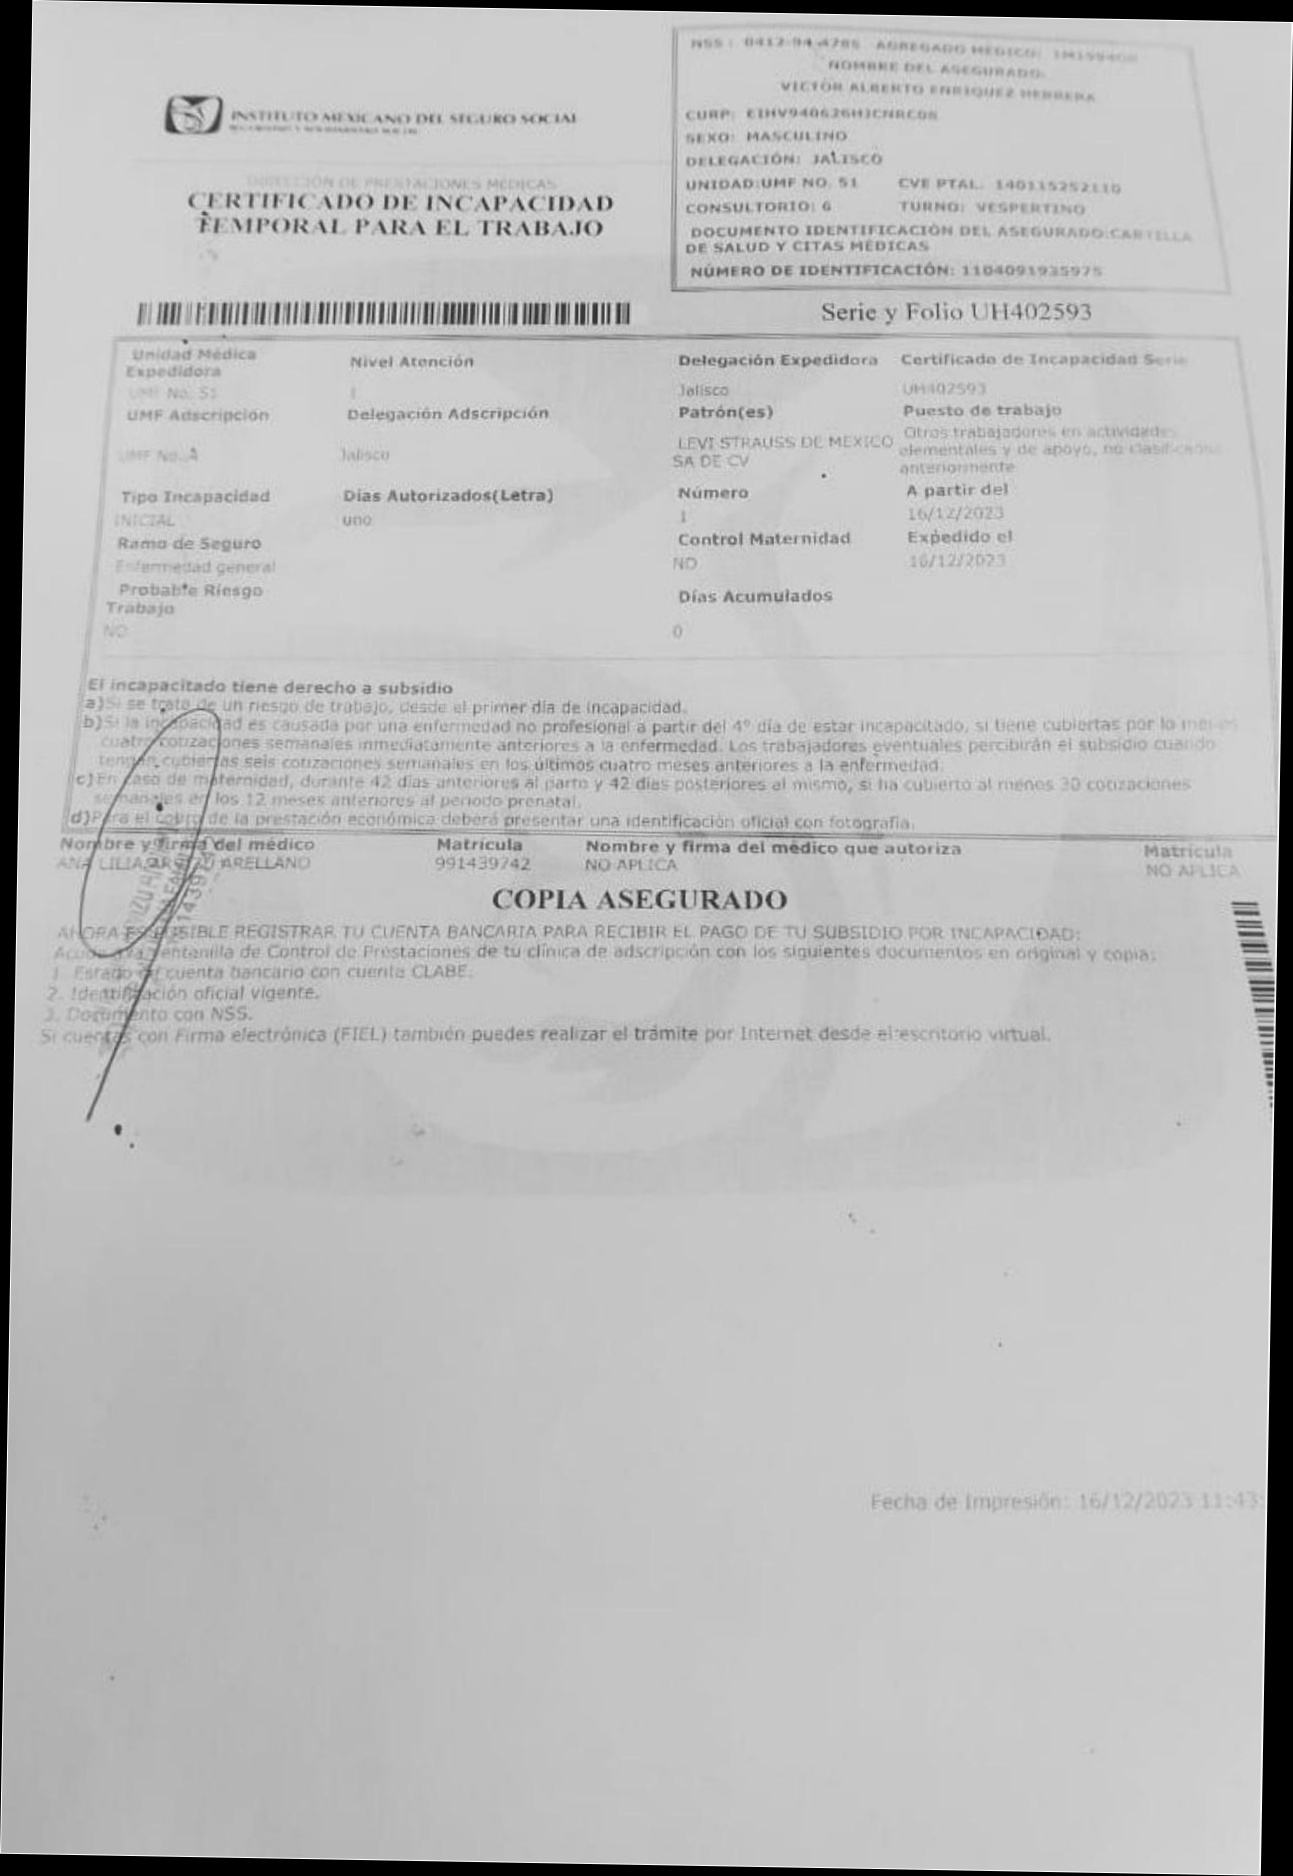 NSS: 0412-94-4785 AGREGADO MEDICO:
NOMBRE DEL ASEGURADO:
VICTOR ALBERTO ENRIQUEZ HERRERA
INSTITUTO MEXICANO DEL SEGURO SOCIAL
CURP:
SEXO: MASCULINO
DELEGACIÓN: JALISCO
DIRECCIÓN DE PRESTACIONES MÉDICAS
UNIDAD:UMF NO. 51 CVE PTAL. 140115252110
CERTIFICADO DE INCAPACIDAD
CONSULTORIO: 6 TURNO: VESPERTINO
TEMPORAL PARA EL TRABAJO
DOCUMENTO IDENTIFICACIÓN DEL ASEGURADO:CARTILLA
DE SALUD Y CITAS MÉDICAS
NÚMERO DE IDENTIFICACIÓN: 1104091935975
Serie y Folio UH402593
Unidad Médica Expedidora Nivel Atención Delegación Expedidora Certificado de Incapacidad Serie
UMF No. 51 1 Jalisco UH402593
UMF Adscripción Delegación Adscripción Patrón(es) Puesto de trabajo
UMF No. Jalisco LEVI STRAUSS DE MEXICO SA DE CV Otros trabajadores en actividades elementales y de apoyo, no clasificados anteriormente
Tipo Incapacidad Días Autorizados(Letra) Número A partir del
INICIAL uno 1 16/12/2023
Ramo de Seguro Control Maternidad Expedido el
Enfermedad general NO 16/12/2023
Probable Riesgo Trabajo Días Acumulados
NO 0
El incapacitado tiene derecho a subsidio
a)Si se trata de un riesgo de trabajo, desde el primer día de incapacidad.
b)Si la incapacidad es causada por una enfermedad no profesional a partir del 4º día de estar incapacitado, si tiene cubiertas por lo menos
cuatro cotizaciones semanales inmediatamente anteriores a la enfermedad. Los trabajadores eventuales percibirán el subsidio cuando
tengan cubiertas seis cotizaciones semanales en los últimos cuatro meses anteriores a la enfermedad.
c)En caso de maternidad, durante 42 días anteriores al parto y 42 días posteriores al mismo, si ha cubierto al menos 30 cotizaciones
semanales en los 12 meses anteriores al periodo prenatal.
d)Para el cobro de la prestación económica deberá presentar una identificación oficial con fotografía.
Nombre y firma del médico Matrícula Nombre y firma del médico que autoriza Matrícula
ANA LILIA ARELLANO 991439742 NO APLICA NO APLICA
COPIA ASEGURADO
AHORA ES POSIBLE REGISTRAR TU CUENTA BANCARIA PARA RECIBIR EL PAGO DE TU SUBSIDIO POR INCAPACIDAD:
Acude a la Ventanilla de Control de Prestaciones de tu clínica de adscripción con los siguientes documentos en original y copia:
1. Estado de cuenta bancario con cuenta CLABE.
2. Identificación oficial vigente.
3. Documento con NSS.
Si cuentas con Firma electrónica (FIEL) también puedes realizar el trámite por Internet desde el escritorio virtual.
Fecha de Impresión: 16/12/2023 11:43: